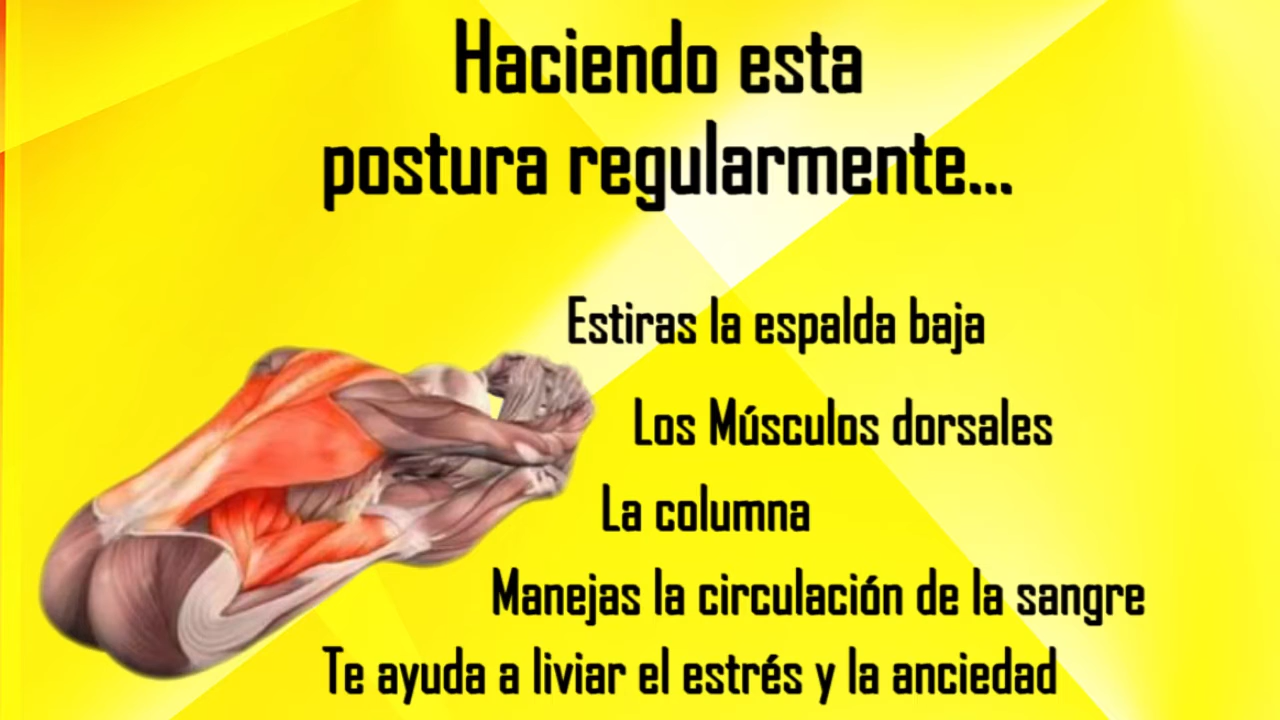 Haciendo esta
postura regularmente...
Estiras la espalda baja
Los Músculos dorsales
La columna
Manejas la circulación de la sangre
Te ayuda a liviar el estrés y la anciedad